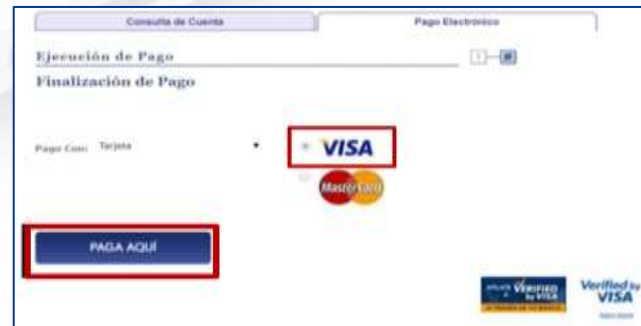 Consulta de Cuenta
Pago Electrónico
Ejecución de Pago
Finalización de Pago
Pago Con: Tarjeta
VISA
MasterCard
PAGA AQUÍ
VERIFIED
by VISA
Verified by
VISA